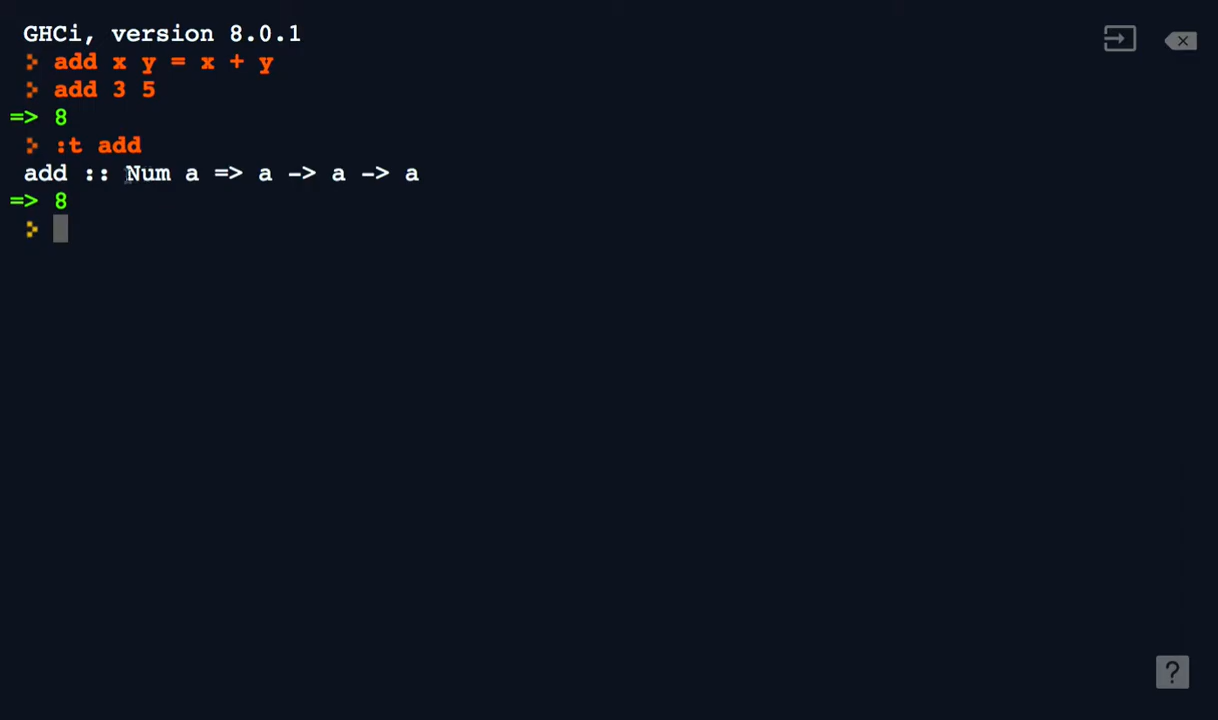 GHCi, version 8.0.1
add x y = x + y
add 3 5
=> 8
:t add
add :: Num a => a -> a -> a
=> 8
?